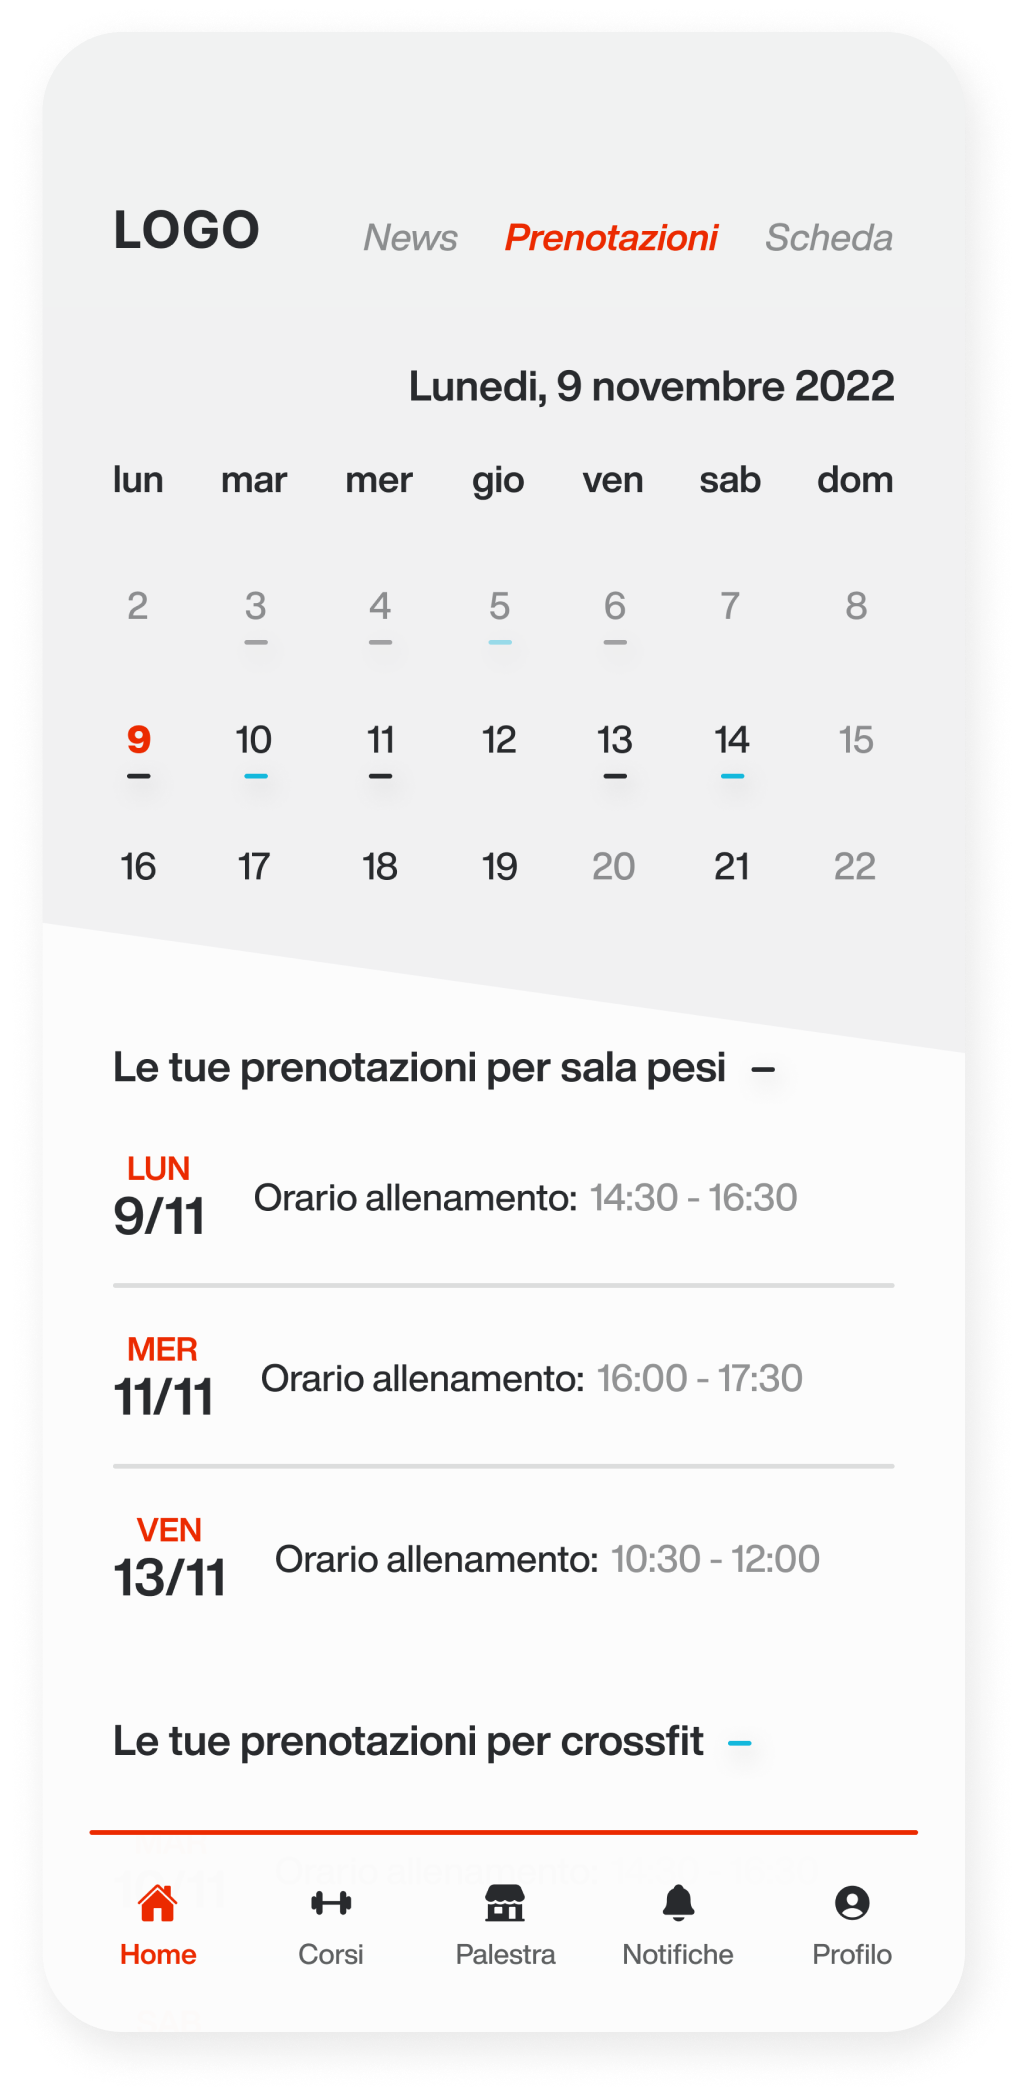 LOGO News Prenotazioni Scheda
Lunedi, 9 novembre 2022
lun mar mer gio ven sab dom
2 3 4 5 6 7 8
9 10 11 12 13 14 15
16 17 18 19 20 21 22
Le tue prenotazioni per sala pesi
LUN
9/11
Orario allenamento: 14:30 - 16:30
MER
11/11
Orario allenamento: 16:00 - 17:30
VEN
13/11
Orario allenamento: 10:30 - 12:00
Le tue prenotazioni per crossfit
Orario allenamento:
Home Corsi Palestra Notifiche Profilo
SAB